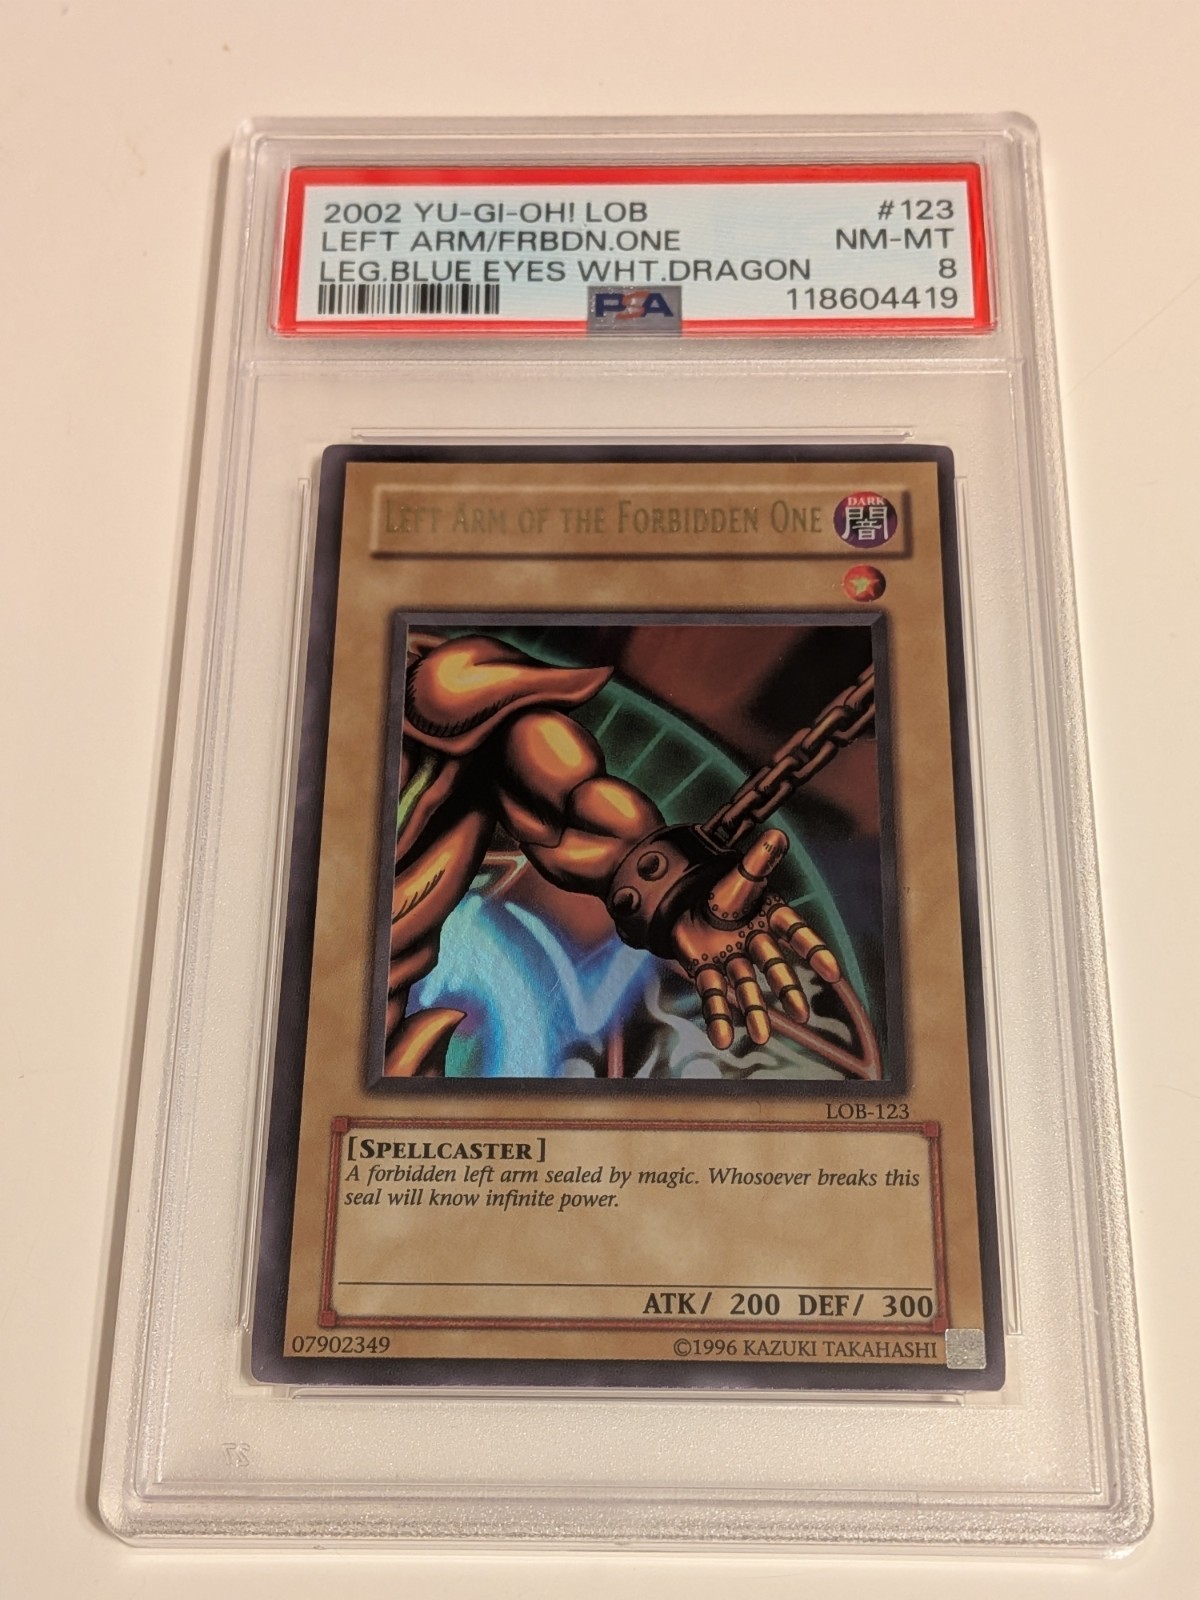 2002 YU-GI-OH! LOB #123
LEFT ARM/FRBDN.ONE NM-MT
LEG.BLUE EYES WHT.DRAGON 8
PSA 118604419
LEFT ARM OF THE FORBIDDEN ONE
DARK
闇
LOB-123
[SPELLCASTER]
A forbidden left arm sealed by magic. Whosoever breaks this
seal will know infinite power.
ATK/ 200 DEF/ 300
07902349 ©1996 KAZUKI TAKAHASHI
27